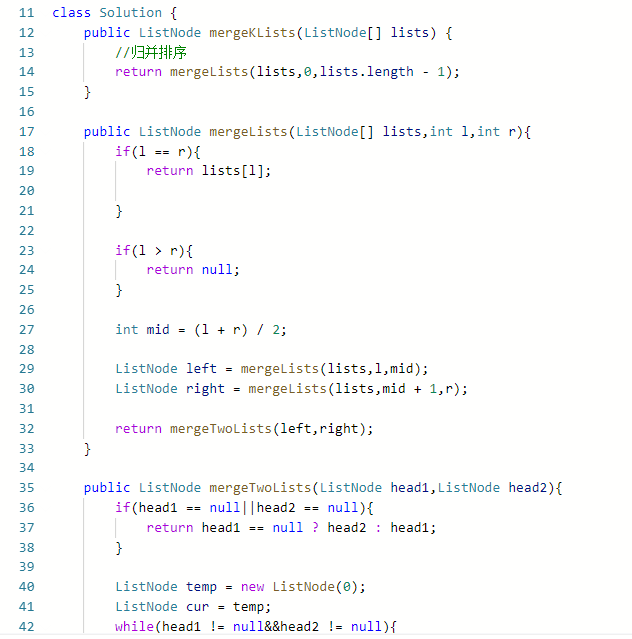 11 class Solution {
12     public ListNode mergeKLists(ListNode[] lists) {
13         //归并排序
14         return mergeLists(lists,0,lists.length - 1);
15     }
16
17     public ListNode mergeLists(ListNode[] lists,int l,int r){
18         if(l == r){
19             return lists[l];
20
21         }
22
23         if(l > r){
24             return null;
25         }
26
27         int mid = (l + r) / 2;
28
29         ListNode left = mergeLists(lists,l,mid);
30         ListNode right = mergeLists(lists,mid + 1,r);
31
32         return mergeTwoLists(left,right);
33     }
34
35     public ListNode mergeTwoLists(ListNode head1,ListNode head2){
36         if(head1 == null||head2 == null){
37             return head1 == null ? head2 : head1;
38         }
39
40         ListNode temp = new ListNode(0);
41         ListNode cur = temp;
42         while(head1 != null&&head2 != null){